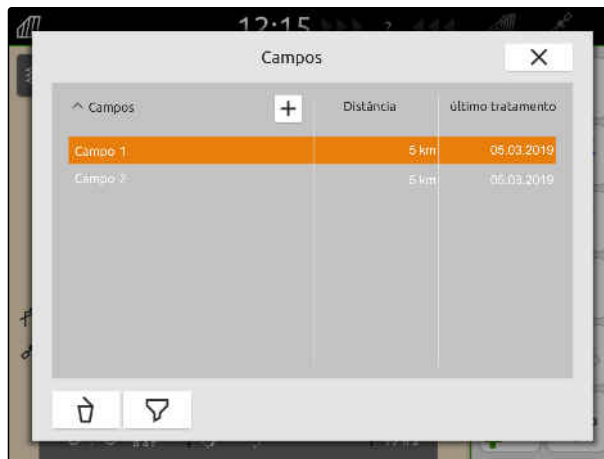 12:15
Campos
Campos + Distância último tratamento
Campo 1 5 km 05.03.2019
Campo 2 5 km 05.03.2019